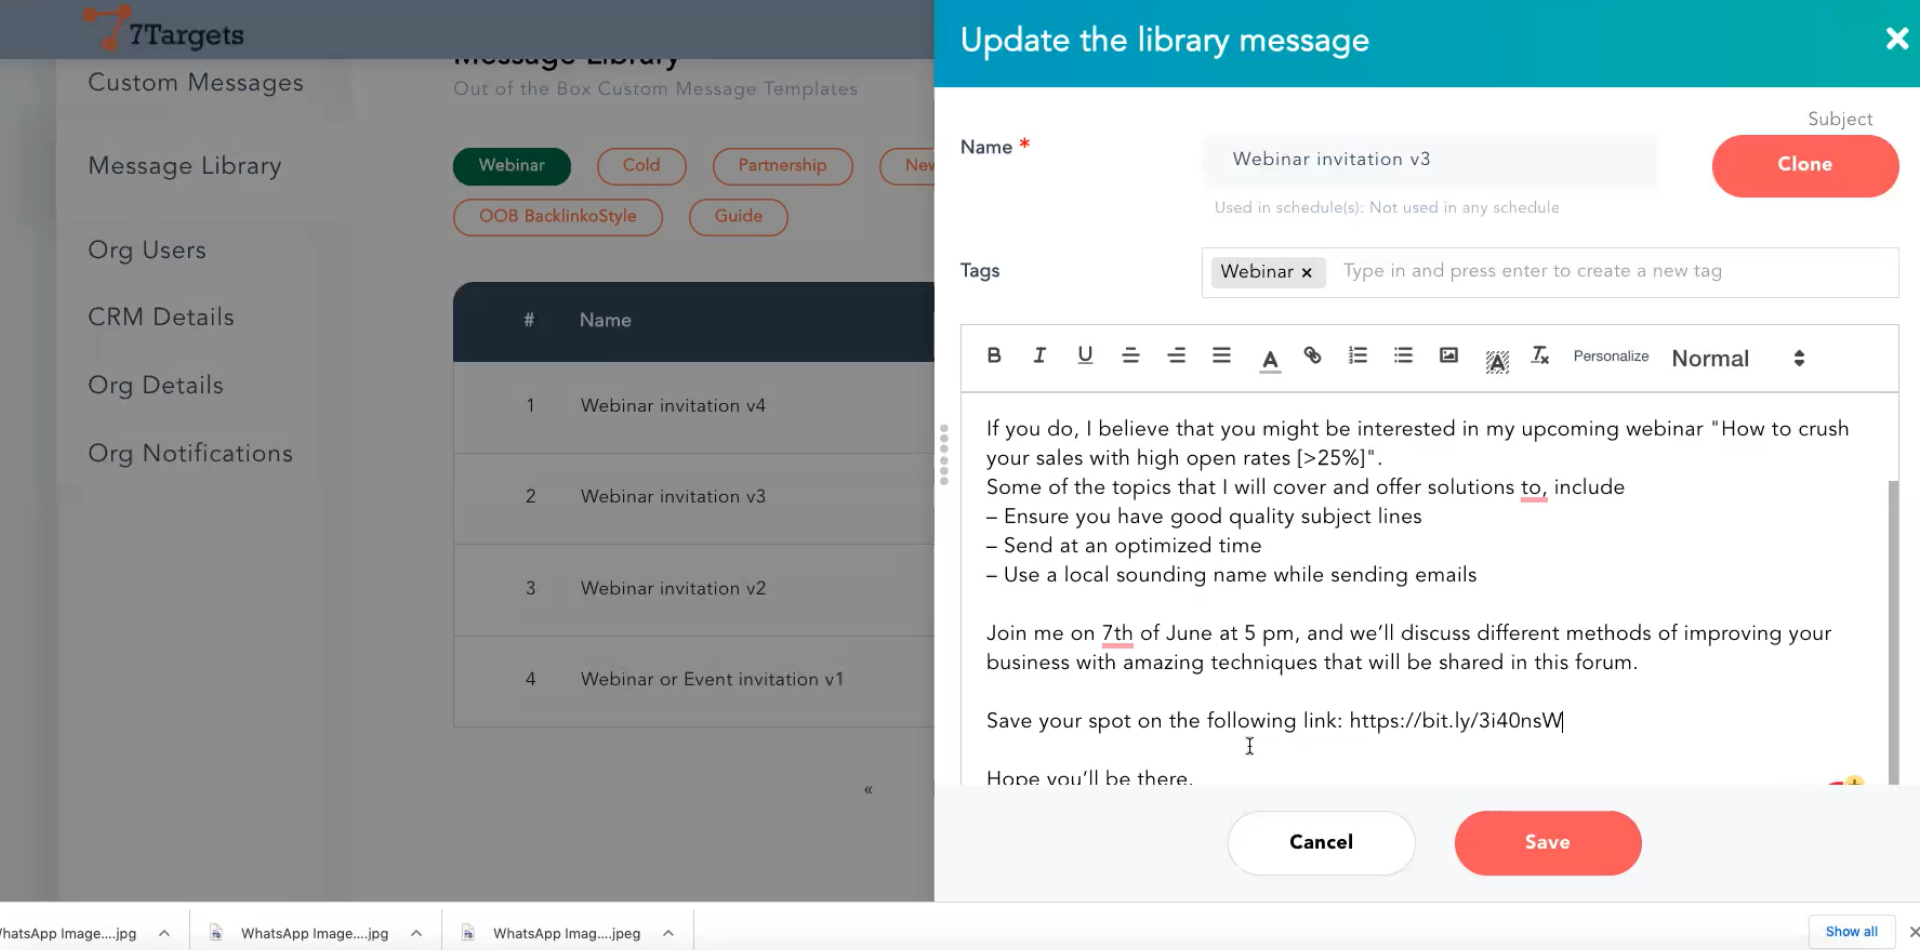 7Targets
Custom Messages
Message Library
Org Users
CRM Details
Org Details
Org Notifications
Message Library
Out of the Box Custom Message Templates
Webinar
Cold
Partnership
OOB BacklinkoStyle
Guide
# Name
1 Webinar invitation v4
2 Webinar invitation v3
3 Webinar invitation v2
4 Webinar or Event invitation v1
«
Update the library message
Subject
Name *
Webinar invitation v3
Clone
Used in schedule(s): Not used in any schedule
Tags
Webinar ×
Type in and press enter to create a new tag
Personalize
Normal
If you do, I believe that you might be interested in my upcoming webinar "How to crush
your sales with high open rates [>25%]".
Some of the topics that I will cover and offer solutions to, include
– Ensure you have good quality subject lines
– Send at an optimized time
– Use a local sounding name while sending emails
Join me on 7th of June at 5 pm, and we’ll discuss different methods of improving your
business with amazing techniques that will be shared in this forum.
Save your spot on the following link: https://bit.ly/3i40nsW
Hope you’ll be there.
Cancel
Save
WhatsApp Image....jpg
WhatsApp Image....jpg
WhatsApp Imag....jpeg
Show all